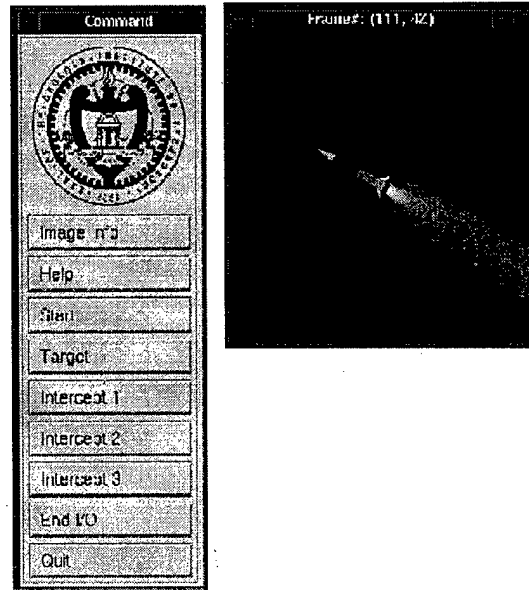 Command
Image Info
Help
Start
Target
Intercept 1
Intercept 2
Intercept 3
End I/O
Quit
Frame#: (111, 42)